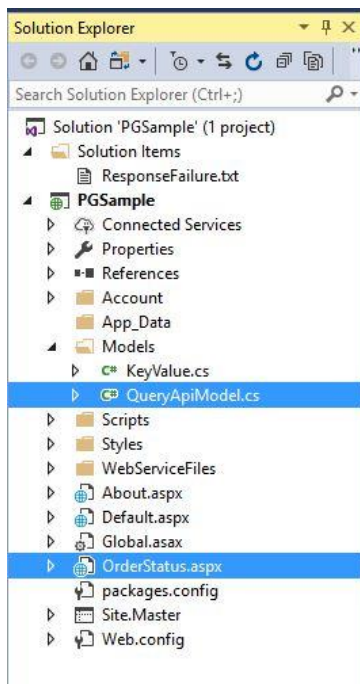 Solution Explorer
Search Solution Explorer (Ctrl+;)
Solution 'PGSample' (1 project)
Solution Items
ResponseFailure.txt
PGSample
Connected Services
Properties
References
Account
App_Data
Models
C# KeyValue.cs
C# QueryApiModel.cs
Scripts
Styles
WebServiceFiles
About.aspx
Default.aspx
Global.asax
OrderStatus.aspx
packages.config
Site.Master
Web.config